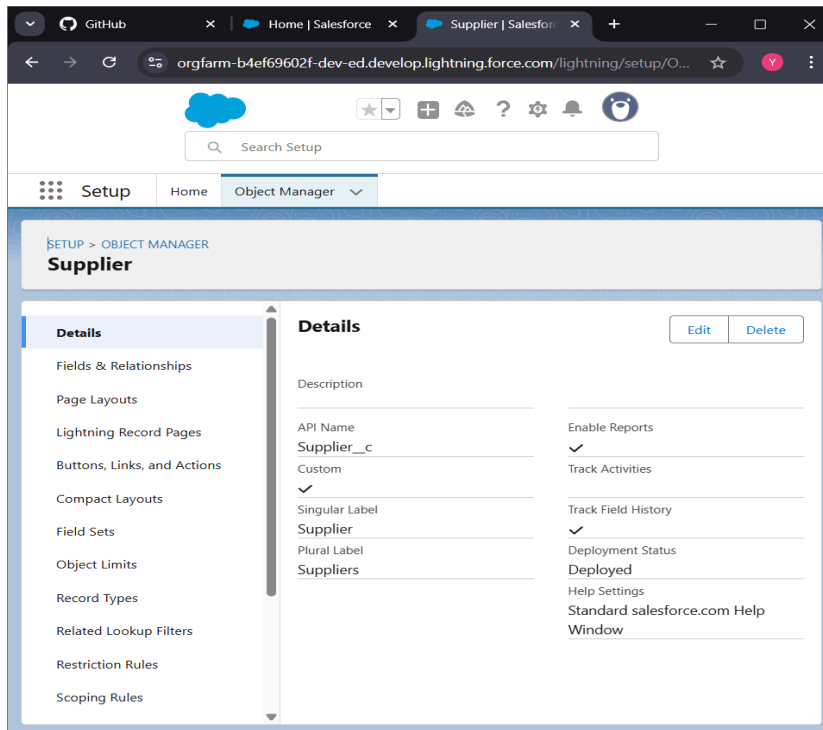 GitHub
Home | Salesforce
Supplier | Salesforc
orgfarm-b4ef69602f-dev-ed.develop.lightning.force.com/lightning/setup/O...
Y
Search Setup
Setup
Home
Object Manager
SETUP > OBJECT MANAGER
Supplier
Details
Fields & Relationships
Page Layouts
Lightning Record Pages
Buttons, Links, and Actions
Compact Layouts
Field Sets
Object Limits
Record Types
Related Lookup Filters
Restriction Rules
Scoping Rules
Details
Edit
Delete
Description
API Name
Supplier__c
Custom
Singular Label
Supplier
Plural Label
Suppliers
Enable Reports
Track Activities
Track Field History
Deployment Status
Deployed
Help Settings
Standard salesforce.com Help
Window